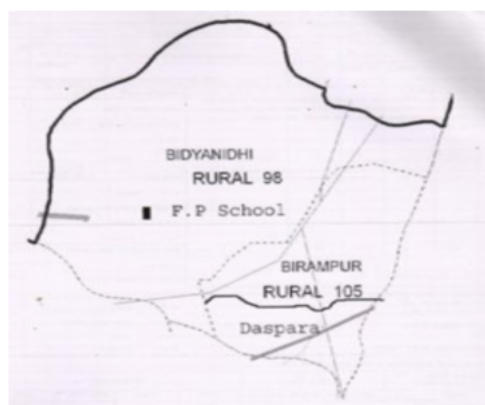 BIDYANIDHI
RURAL 98
F.P School
BIRAMPUR
RURAL 105
Daspara